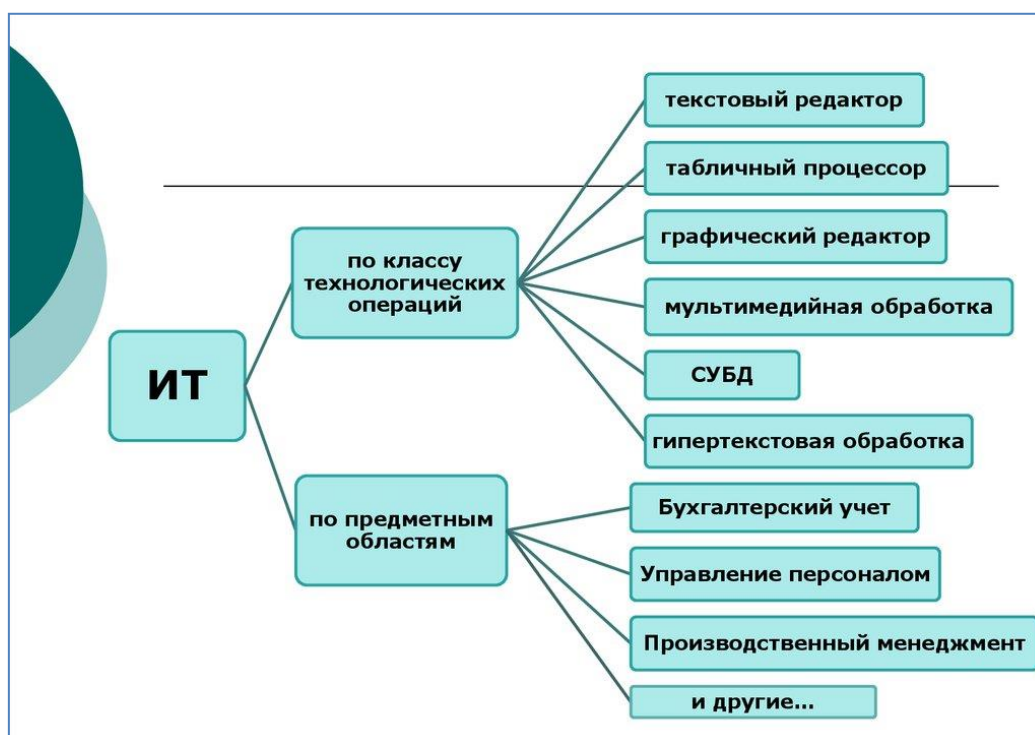 ИТ
по классу
технологических
операций
текстовый редактор
табличный процессор
графический редактор
мультимедийная обработка
СУБД
гипертекстовая обработка
по предметным
областям
Бухгалтерский учет
Управление персоналом
Производственный менеджмент
и другие...